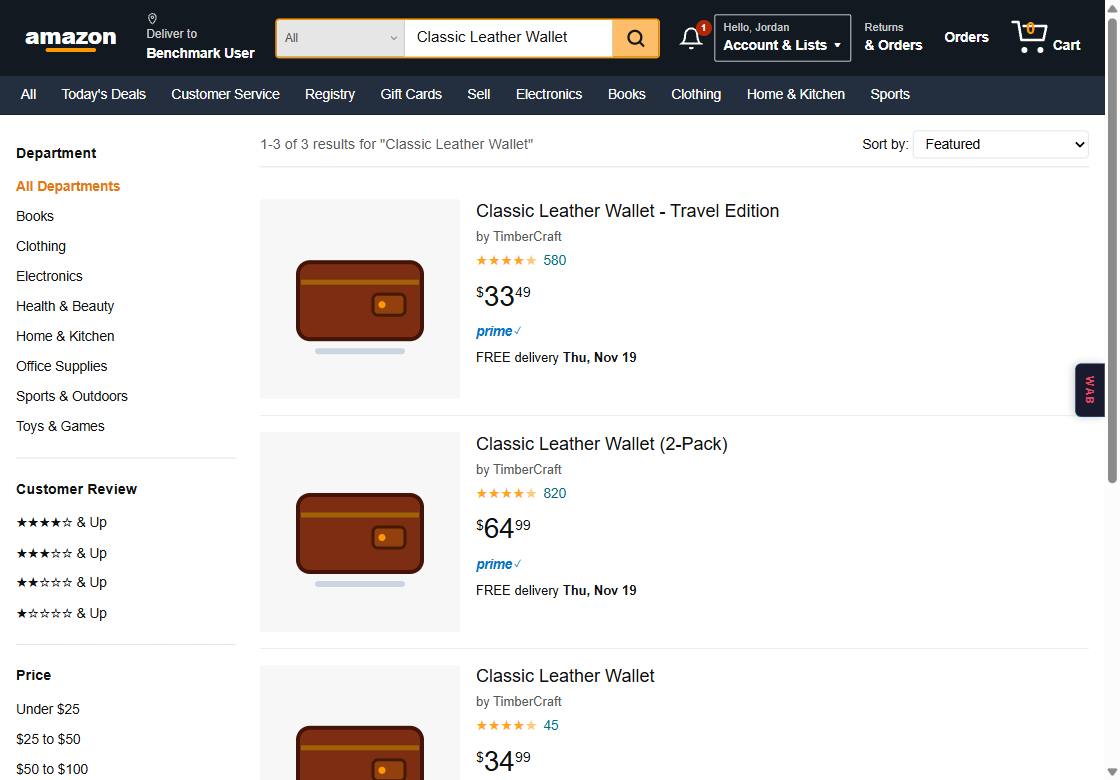 amazon
Deliver to
Benchmark User
All
Classic Leather Wallet
1
Hello, Jordan
Account & Lists
Returns
& Orders
Orders
0
Cart
All
Today's Deals
Customer Service
Registry
Gift Cards
Sell
Electronics
Books
Clothing
Home & Kitchen
Sports
Department
All Departments
Books
Clothing
Electronics
Health & Beauty
Home & Kitchen
Office Supplies
Sports & Outdoors
Toys & Games
Customer Review
★★★★☆ & Up
★★★☆☆ & Up
★★☆☆☆ & Up
★☆☆☆☆ & Up
Price
Under $25
$25 to $50
$50 to $100
1-3 of 3 results for "Classic Leather Wallet"
Sort by: Featured
Classic Leather Wallet - Travel Edition
by TimberCraft
★★★★★ 580
$33 49
prime✓
FREE delivery Thu, Nov 19
Classic Leather Wallet (2-Pack)
by TimberCraft
★★★★★ 820
$64 99
prime✓
FREE delivery Thu, Nov 19
Classic Leather Wallet
by TimberCraft
★★★★★ 45
$34 99
WAB